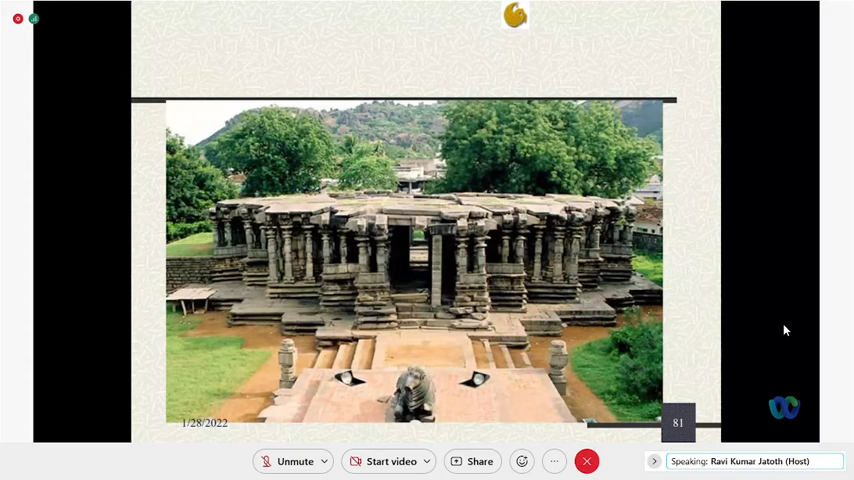 1/28/2022
81
Unmute
Start video
Share
Speaking: Ravi Kumar Jatoth (Host)